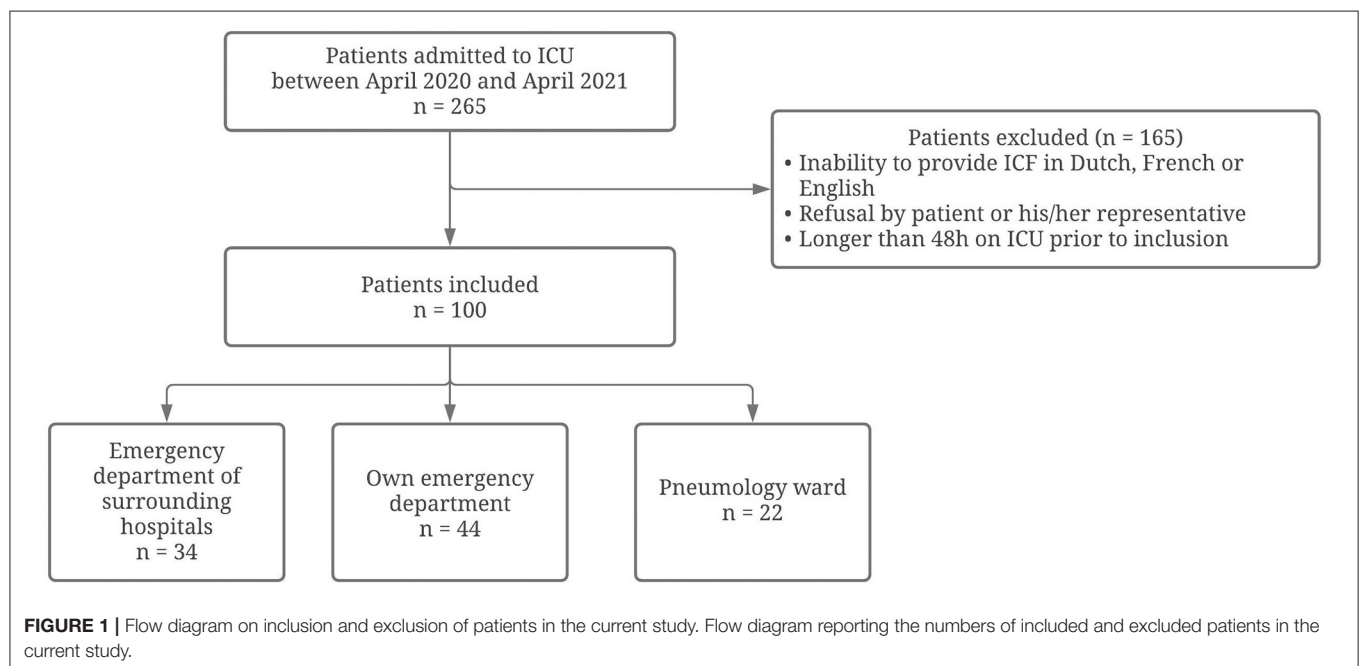 Patients admitted to ICU
between April 2020 and April 2021
n = 265
Patients excluded (n = 165)
• Inability to provide ICF in Dutch, French or
English
• Refusal by patient or his/her representative
• Longer than 48h on ICU prior to inclusion
Patients included
n = 100
Emergency
department of
surrounding
hospitals
n = 34
Own emergency
department
n = 44
Pneumology ward
n = 22
FIGURE 1 | Flow diagram on inclusion and exclusion of patients in the current study. Flow diagram reporting the numbers of included and excluded patients in the
current study.